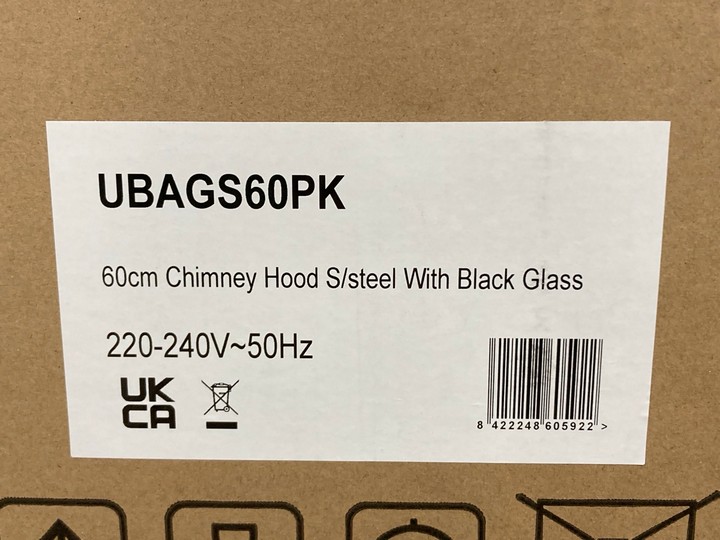 UBAGS60PK
60cm Chimney Hood S/steel With Black Glass
220-240V~50Hz
UK
CA
8 422248 605922 >